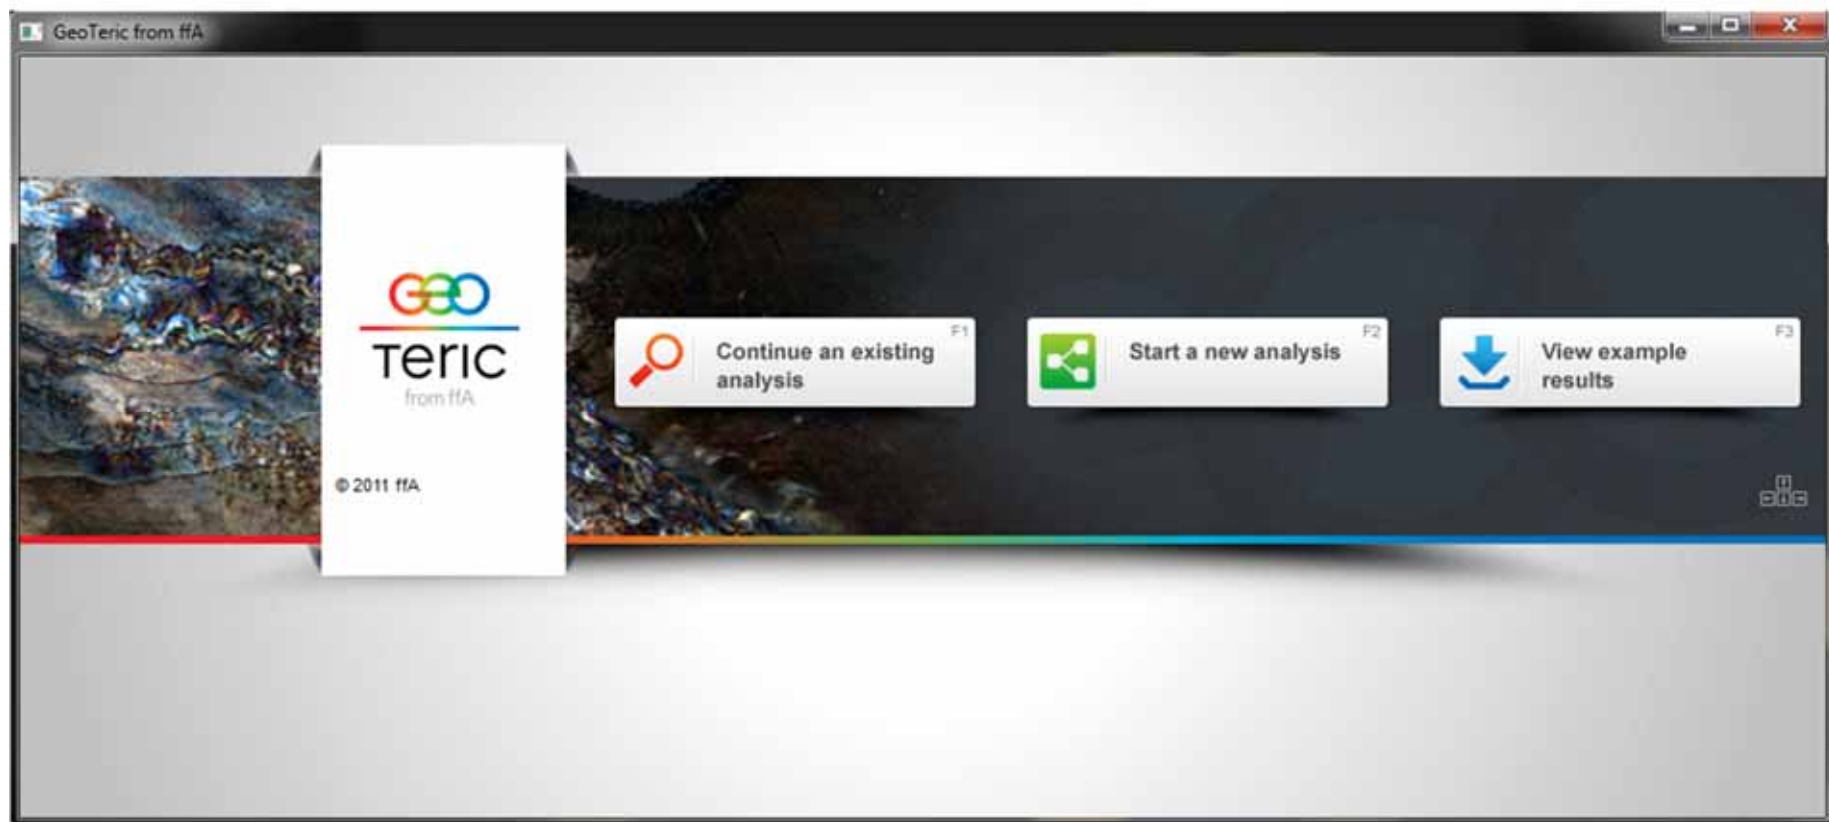 GeoTeric from ffA
Geo
Teric
from ffA
© 2011 ffA
F1
Continue an existing
analysis
F2
Start a new analysis
F3
View example
results